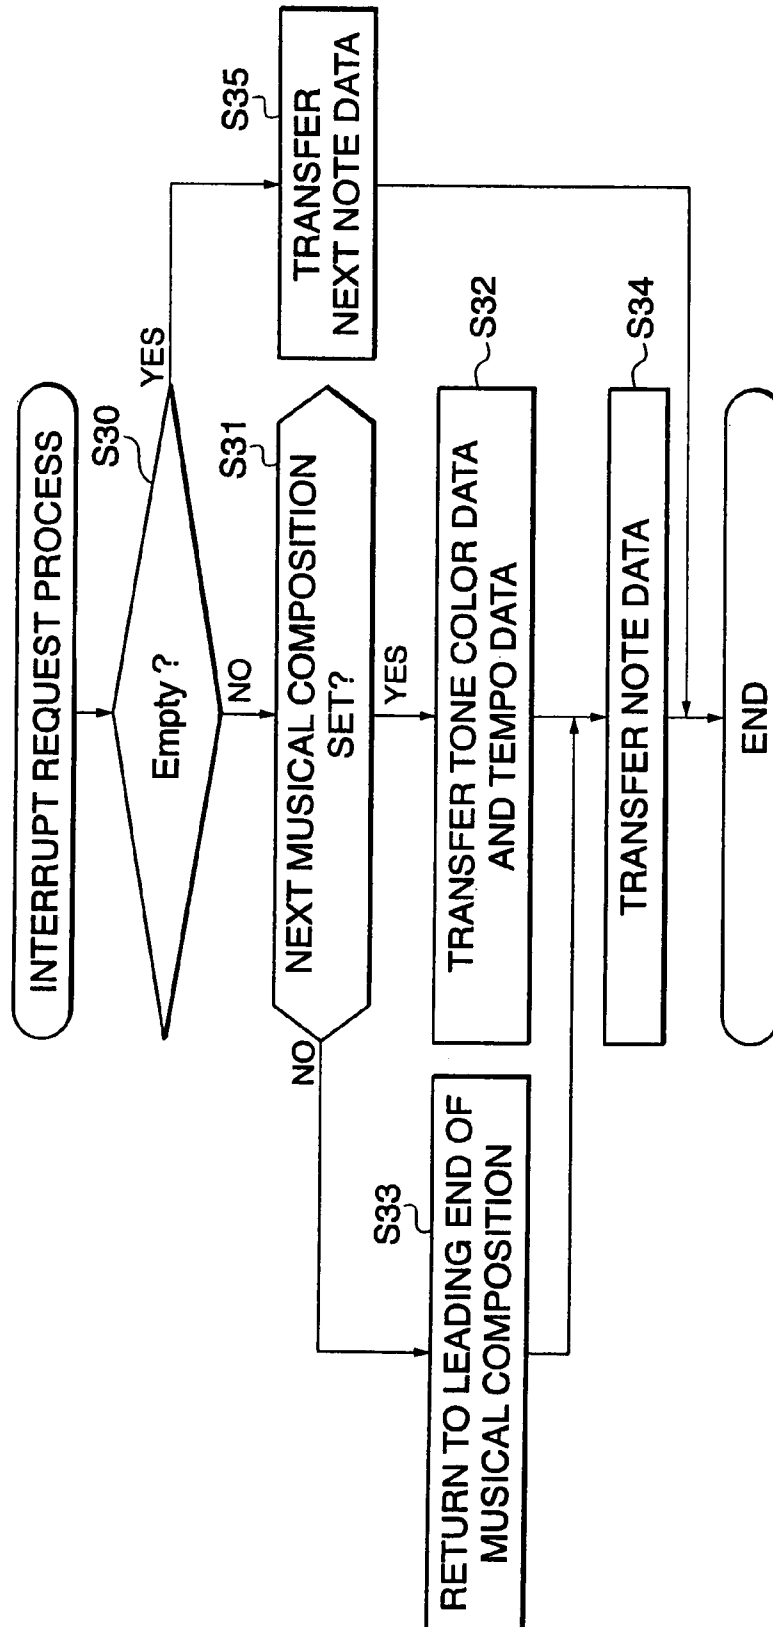 INTERRUPT REQUEST PROCESS
S30
Empty ?
YES
NO
S35
TRANSFER
NEXT NOTE DATA
S31
NEXT MUSICAL COMPOSITION
SET?
NO
YES
S33
RETURN TO LEADING END OF
MUSICAL COMPOSITION
S32
TRANSFER TONE COLOR DATA
AND TEMPO DATA
S34
TRANSFER NOTE DATA
END